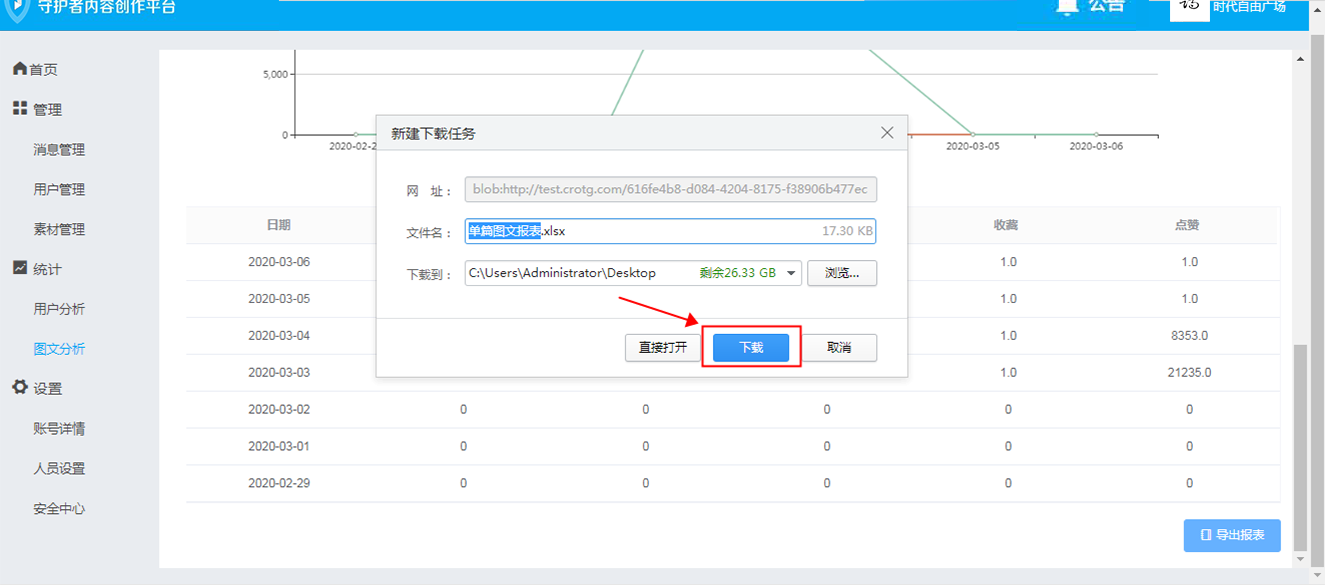 守护者内容创作平台
公告
时代自由广场
首页
管理
消息管理
用户管理
素材管理
统计
用户分析
图文分析
设置
账号详情
人员设置
安全中心
5,000
0
2020-02-2
2020-03-05
2020-03-06
新建下载任务
网 址：
blob:http://test.crotg.com/616fe4b8-d084-4204-8175-f38906b477ec
文件名：
单篇图文报表.xlsx
17.30 KB
下载到：
C:\Users\Administrator\Desktop
剩余26.33 GB
浏览...
直接打开
下载
取消
日期 收藏 点赞
2020-03-06 1.0 1.0
2020-03-05 1.0 1.0
2020-03-04 1.0 8353.0
2020-03-03 1.0 21235.0
2020-03-02 0 0 0 0 0
2020-03-01 0 0 0 0 0
2020-02-29 0 0 0 0 0
导出报表